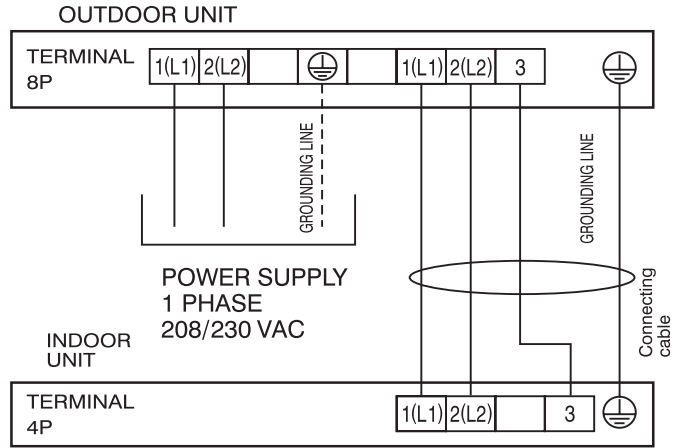 OUTDOOR UNIT
TERMINAL
8P
1(L1) 2(L2) 1(L1) 2(L2) 3
GROUNDING LINE
GROUNDING LINE
POWER SUPPLY
1 PHASE
208/230 VAC
Connecting
cable
INDOOR
UNIT
TERMINAL
4P
1(L1) 2(L2) 3